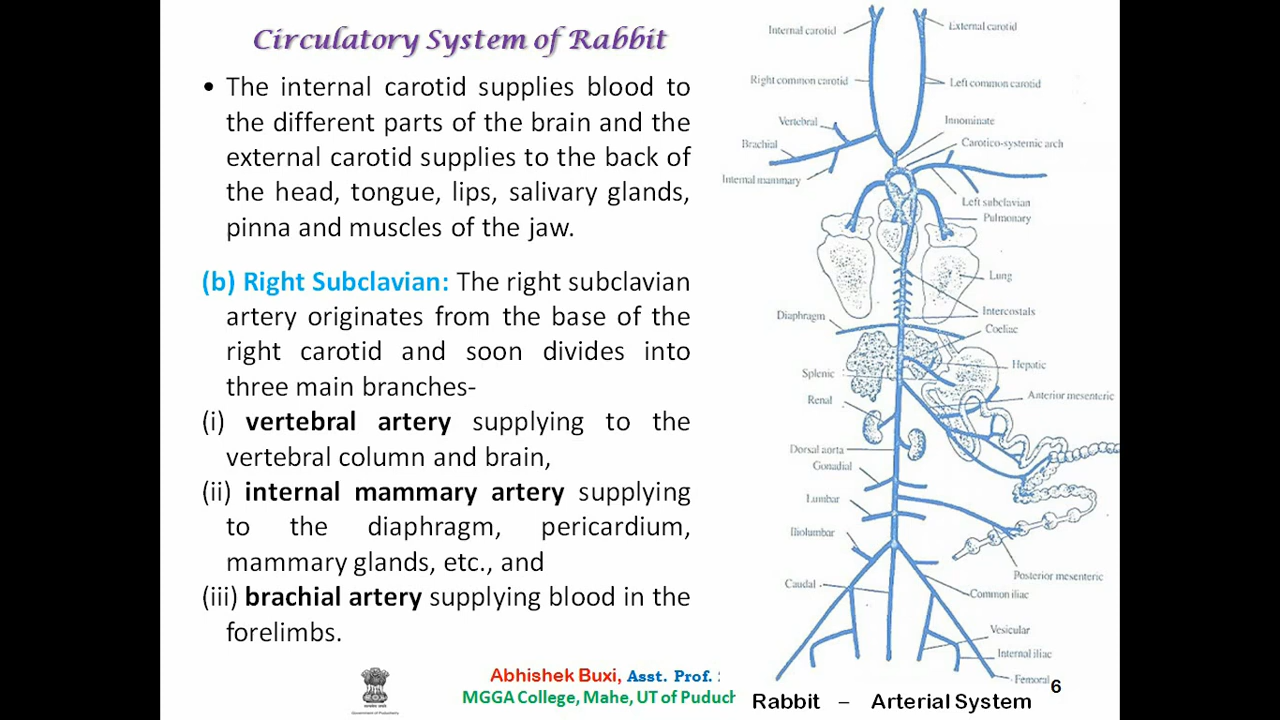 Circulatory System of Rabbit
• The internal carotid supplies blood to
the different parts of the brain and the
external carotid supplies to the back of
the head, tongue, lips, salivary glands,
pinna and muscles of the jaw.
(b) Right Subclavian: The right subclavian
artery originates from the base of the
right carotid and soon divides into
three main branches-
(i) vertebral artery supplying to the
vertebral column and brain,
(ii) internal mammary artery supplying
to the diaphragm, pericardium,
mammary glands, etc., and
(iii) brachial artery supplying blood in the
forelimbs.
Internal carotid
External carotid
Right common carotid
Left common carotid
Vertebral
Innominate
Brachial
Carotico-systemic arch
Internal mammary
Left subclavian
Pulmonary
Lung
Intercostals
Diaphragm
Coeliac
Hepatic
Splenic
Anterior mesenteric
Renal
Dorsal aorta
Gonadial
Lumbar
Iliolumbar
Posterior mesenteric
Caudal
Common iliac
Vesicular
Internal iliac
Femoral
Abhishek Buxi, Asst. Prof.
MGGA College, Mahe, UT of Puduch
Rabbit – Arterial System
6